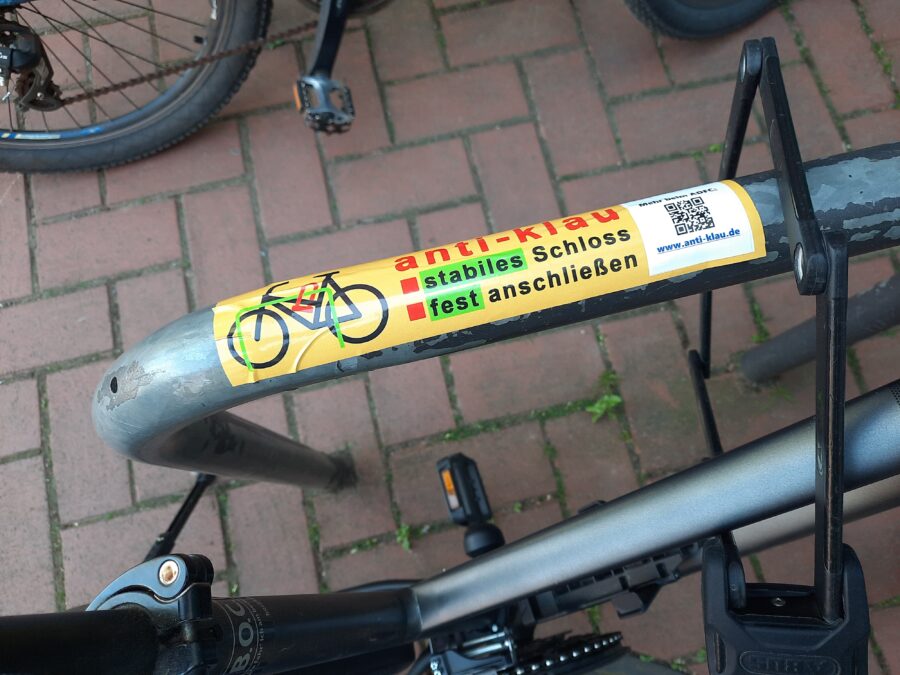 anti-klau
stabiles Schloss
fest anschließen
Mehr beim ADFC:
www.anti-klau.de
B.O.C